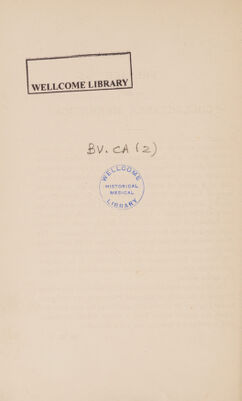 WELLCOME LIBRARY
BV. CA (2)
WELLCOME
HISTORICAL
MEDICAL
LIBRARY